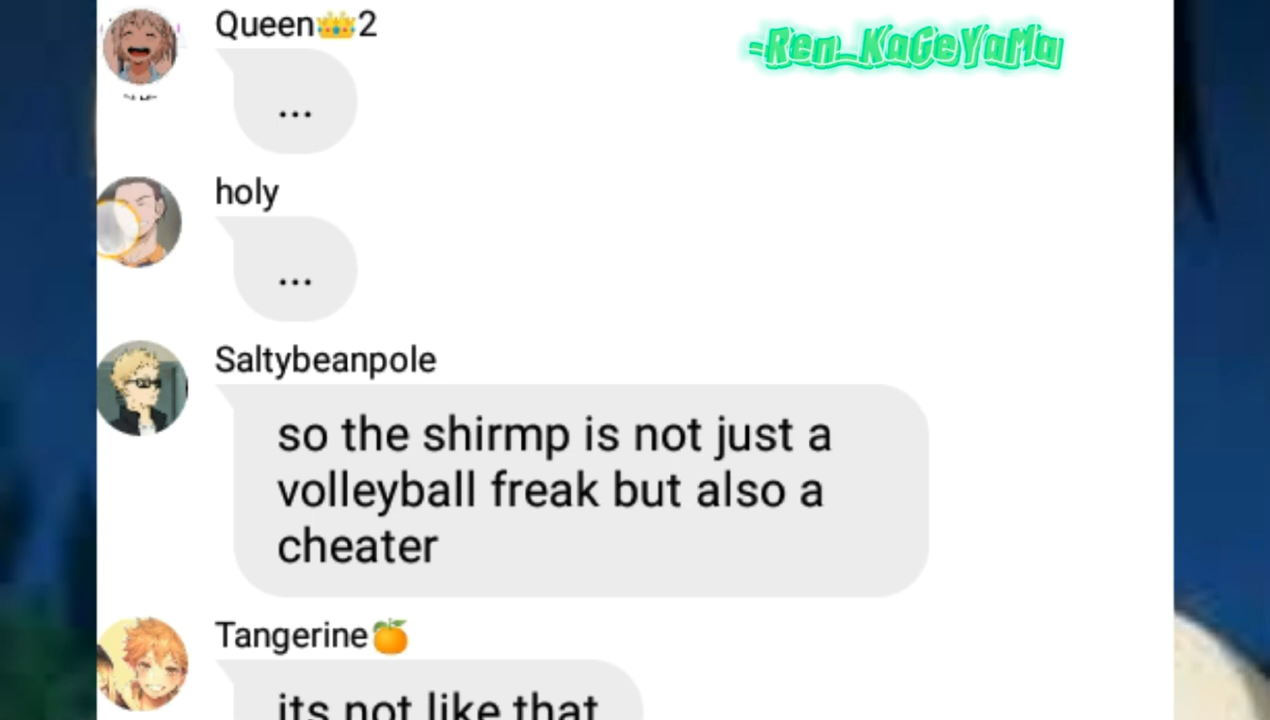 Queen👑2
-Ren_KaGeYaMa
...
holy
...
Saltybeanpole
so the shirmp is not just a
volleyball freak but also a
cheater
Tangerine🍊
its not like that